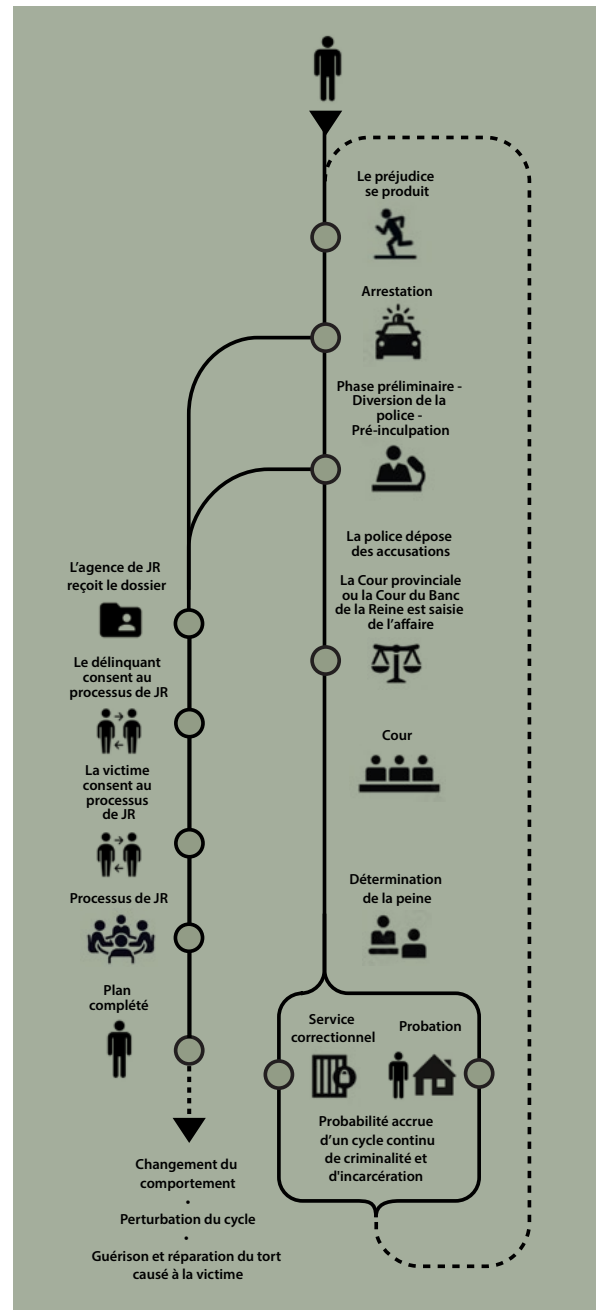 Le préjudice
se produit
Arrestation
Phase préliminaire -
Diversion de la
police -
Pré-inculpation
La police dépose
des accusations
La Cour provinciale
ou la Cour du Banc
de la Reine est saisie
de l'affaire
Cour
Détermination
de la peine
Service
correctionnel
Probation
Probabilité accrue
d'un cycle continu
de criminalité et
d'incarcération
L'agence de JR
reçoit le dossier
Le délinquant
consent au
processus de JR
La victime
consent au
processus
de JR
Processus de JR
Plan
complété
Changement du
comportement
•
Perturbation du cycle
•
Guérison et réparation du tort
causé à la victime